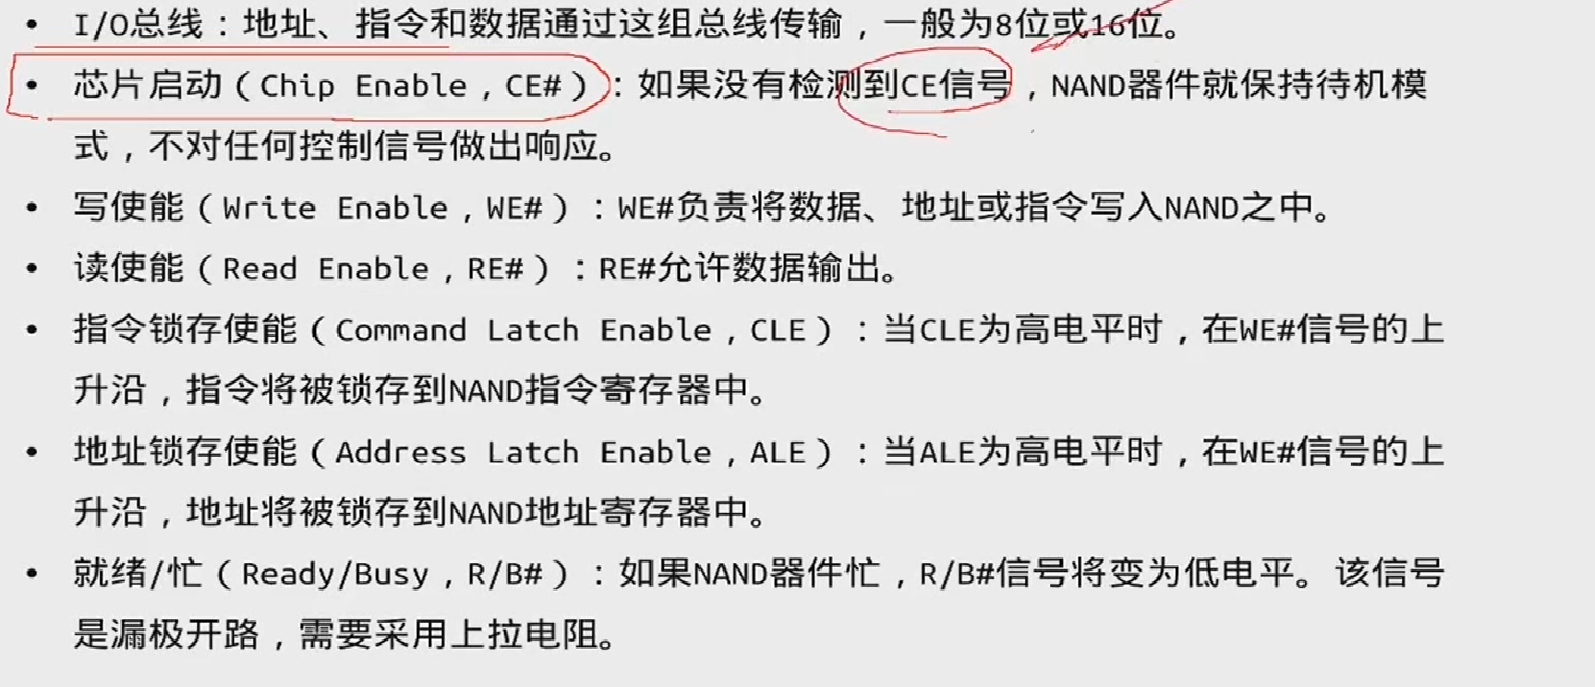 • I/O总线：地址、指令和数据通过这组总线传输，一般为8位或16位。
• 芯片启动（Chip Enable，CE#）：如果没有检测到CE信号，NAND器件就保持待机模
式，不对任何控制信号做出响应。
• 写使能（Write Enable，WE#）：WE#负责将数据、地址或指令写入NAND之中。
• 读使能（Read Enable，RE#）：RE#允许数据输出。
• 指令锁存使能（Command Latch Enable，CLE）：当CLE为高电平时，在WE#信号的上
升沿，指令将被锁存到NAND指令寄存器中。
• 地址锁存使能（Address Latch Enable，ALE）：当ALE为高电平时，在WE#信号的上
升沿，地址将被锁存到NAND地址寄存器中。
• 就绪/忙（Ready/Busy，R/B#）：如果NAND器件忙，R/B#信号将变为低电平。该信号
是漏极开路，需要采用上拉电阻。